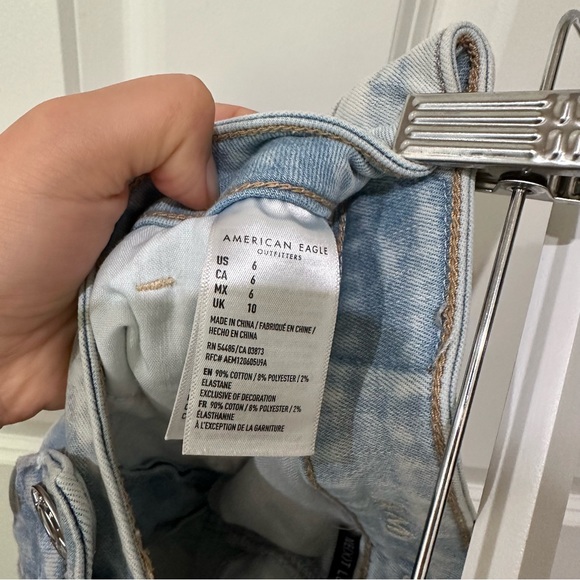 AMERICAN EAGLE
OUTFITTERS
US 6
CA 6
MX 6
UK 10
MADE IN CHINA / FABRIQUÉ EN CHINE /
HECHO EN CHINA
RN 54485/CA 03873
RFC# AEM120605U9A
EN 90% COTTON / 8% POLYESTER / 2%
ELASTANE
EXCLUSIVE OF DECORATION
FR 90% COTON / 8% POLYESTER / 2%
ÉLASTHANNE
À L'EXCEPTION DE LA GARNITURE